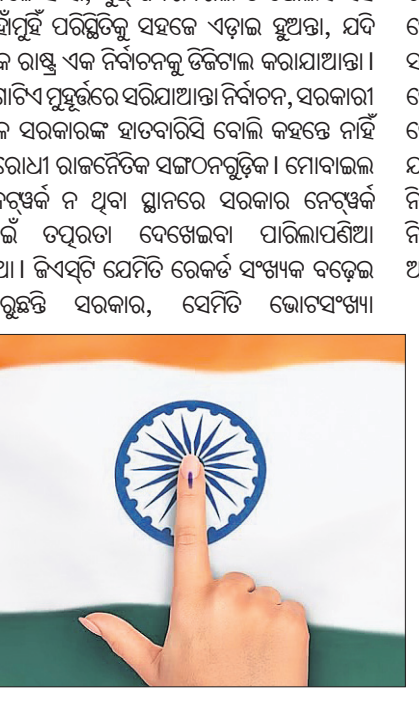 ହାଁମୁହିଁ ପରିସ୍ଥିତିକୁ ସହଜେ ଏଡ଼ାଇ ହୁଅନ୍ତା, ଯଦି
କ ରାଷ୍ଟ୍ର ଏକ ନିର୍ବାଚନକୁ ଡିଜିଟାଲ କରାଯାଆନ୍ତା ।
ଗୋଟିଏ ମୁହୂର୍ତ୍ତରେ ସରିଯାଆନ୍ତା ନିର୍ବାଚନ, ସରକାରୀ
ଳ ସରକାରଙ୍କ ହାତବାରିସି ବୋଲି କହନ୍ତେ ନାହିଁ
ରୋଧୀ ରାଜନୈତିକ ସଙ୍ଗଠନଗୁଡ଼ିକ । ମୋବାଇଲ
ନେଟ୍ୱର୍କ ନ ଥିବା ସ୍ଥାନରେ ସରକାର ନେଟ୍ୱର୍କ
ଇଁ ତତ୍ପରତା ଦେଖେଇବା ପାରିଲାପଣିଆ
ଆ । ଜିଏସ୍‌ଟି ଯେମିତି ରେକର୍ଡ ସଂଖ୍ୟକ ବଢ଼େଇ
ରୁଛନ୍ତି ସରକାର, ସେମିତି ଭୋଟସଂଖ୍ୟା